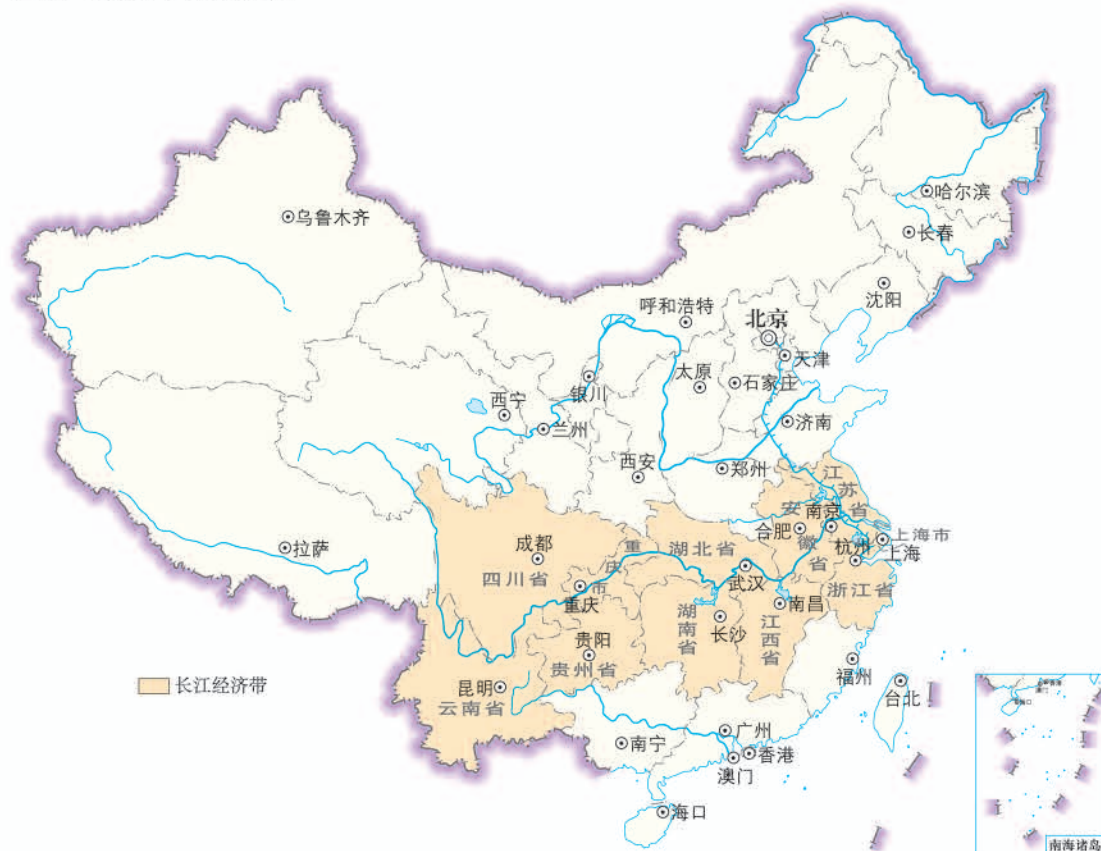 哈尔滨
乌鲁木齐
长春
沈阳
呼和浩特
北京
天津
银川
太原
石家庄
西宁
兰州
济南
西安
郑州
江苏省
安徽省
南京
合肥
上海市
上海
杭州
拉萨
成都
四川省
重庆市
重庆
湖北省
武汉
浙江省
南昌
湖南省
长沙
江西省
贵阳
贵州省
长江经济带
昆明
云南省
福州
台北
广州
南宁
香港
澳门
海口
香港
澳门
海口
南海诸岛